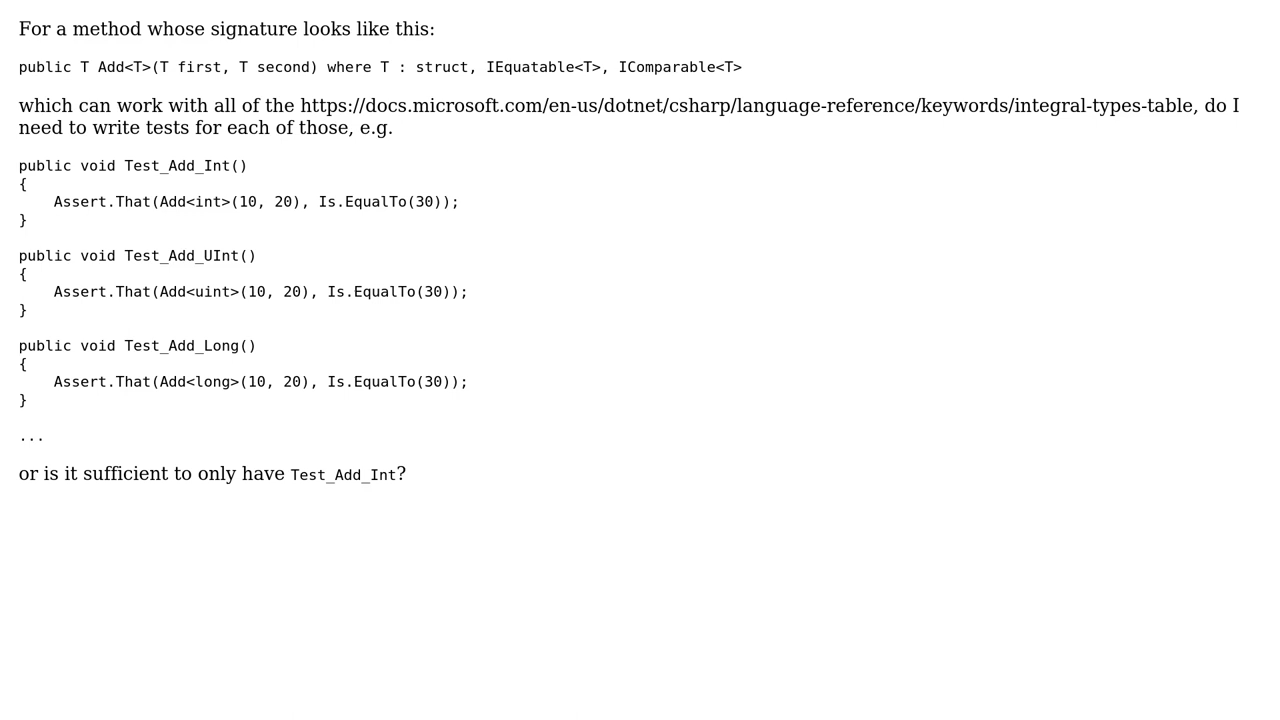 For a method whose signature looks like this:
public T Add<T>(T first, T second) where T : struct, IEquatable<T>, IComparable<T>
which can work with all of the https://docs.microsoft.com/en-us/dotnet/csharp/language-reference/keywords/integral-types-table, do I
need to write tests for each of those, e.g.
public void Test_Add_Int()
{
    Assert.That(Add<int>(10, 20), Is.EqualTo(30));
}
public void Test_Add_UInt()
{
    Assert.That(Add<uint>(10, 20), Is.EqualTo(30));
}
public void Test_Add_Long()
{
    Assert.That(Add<long>(10, 20), Is.EqualTo(30));
}
...
or is it sufficient to only have Test_Add_Int?